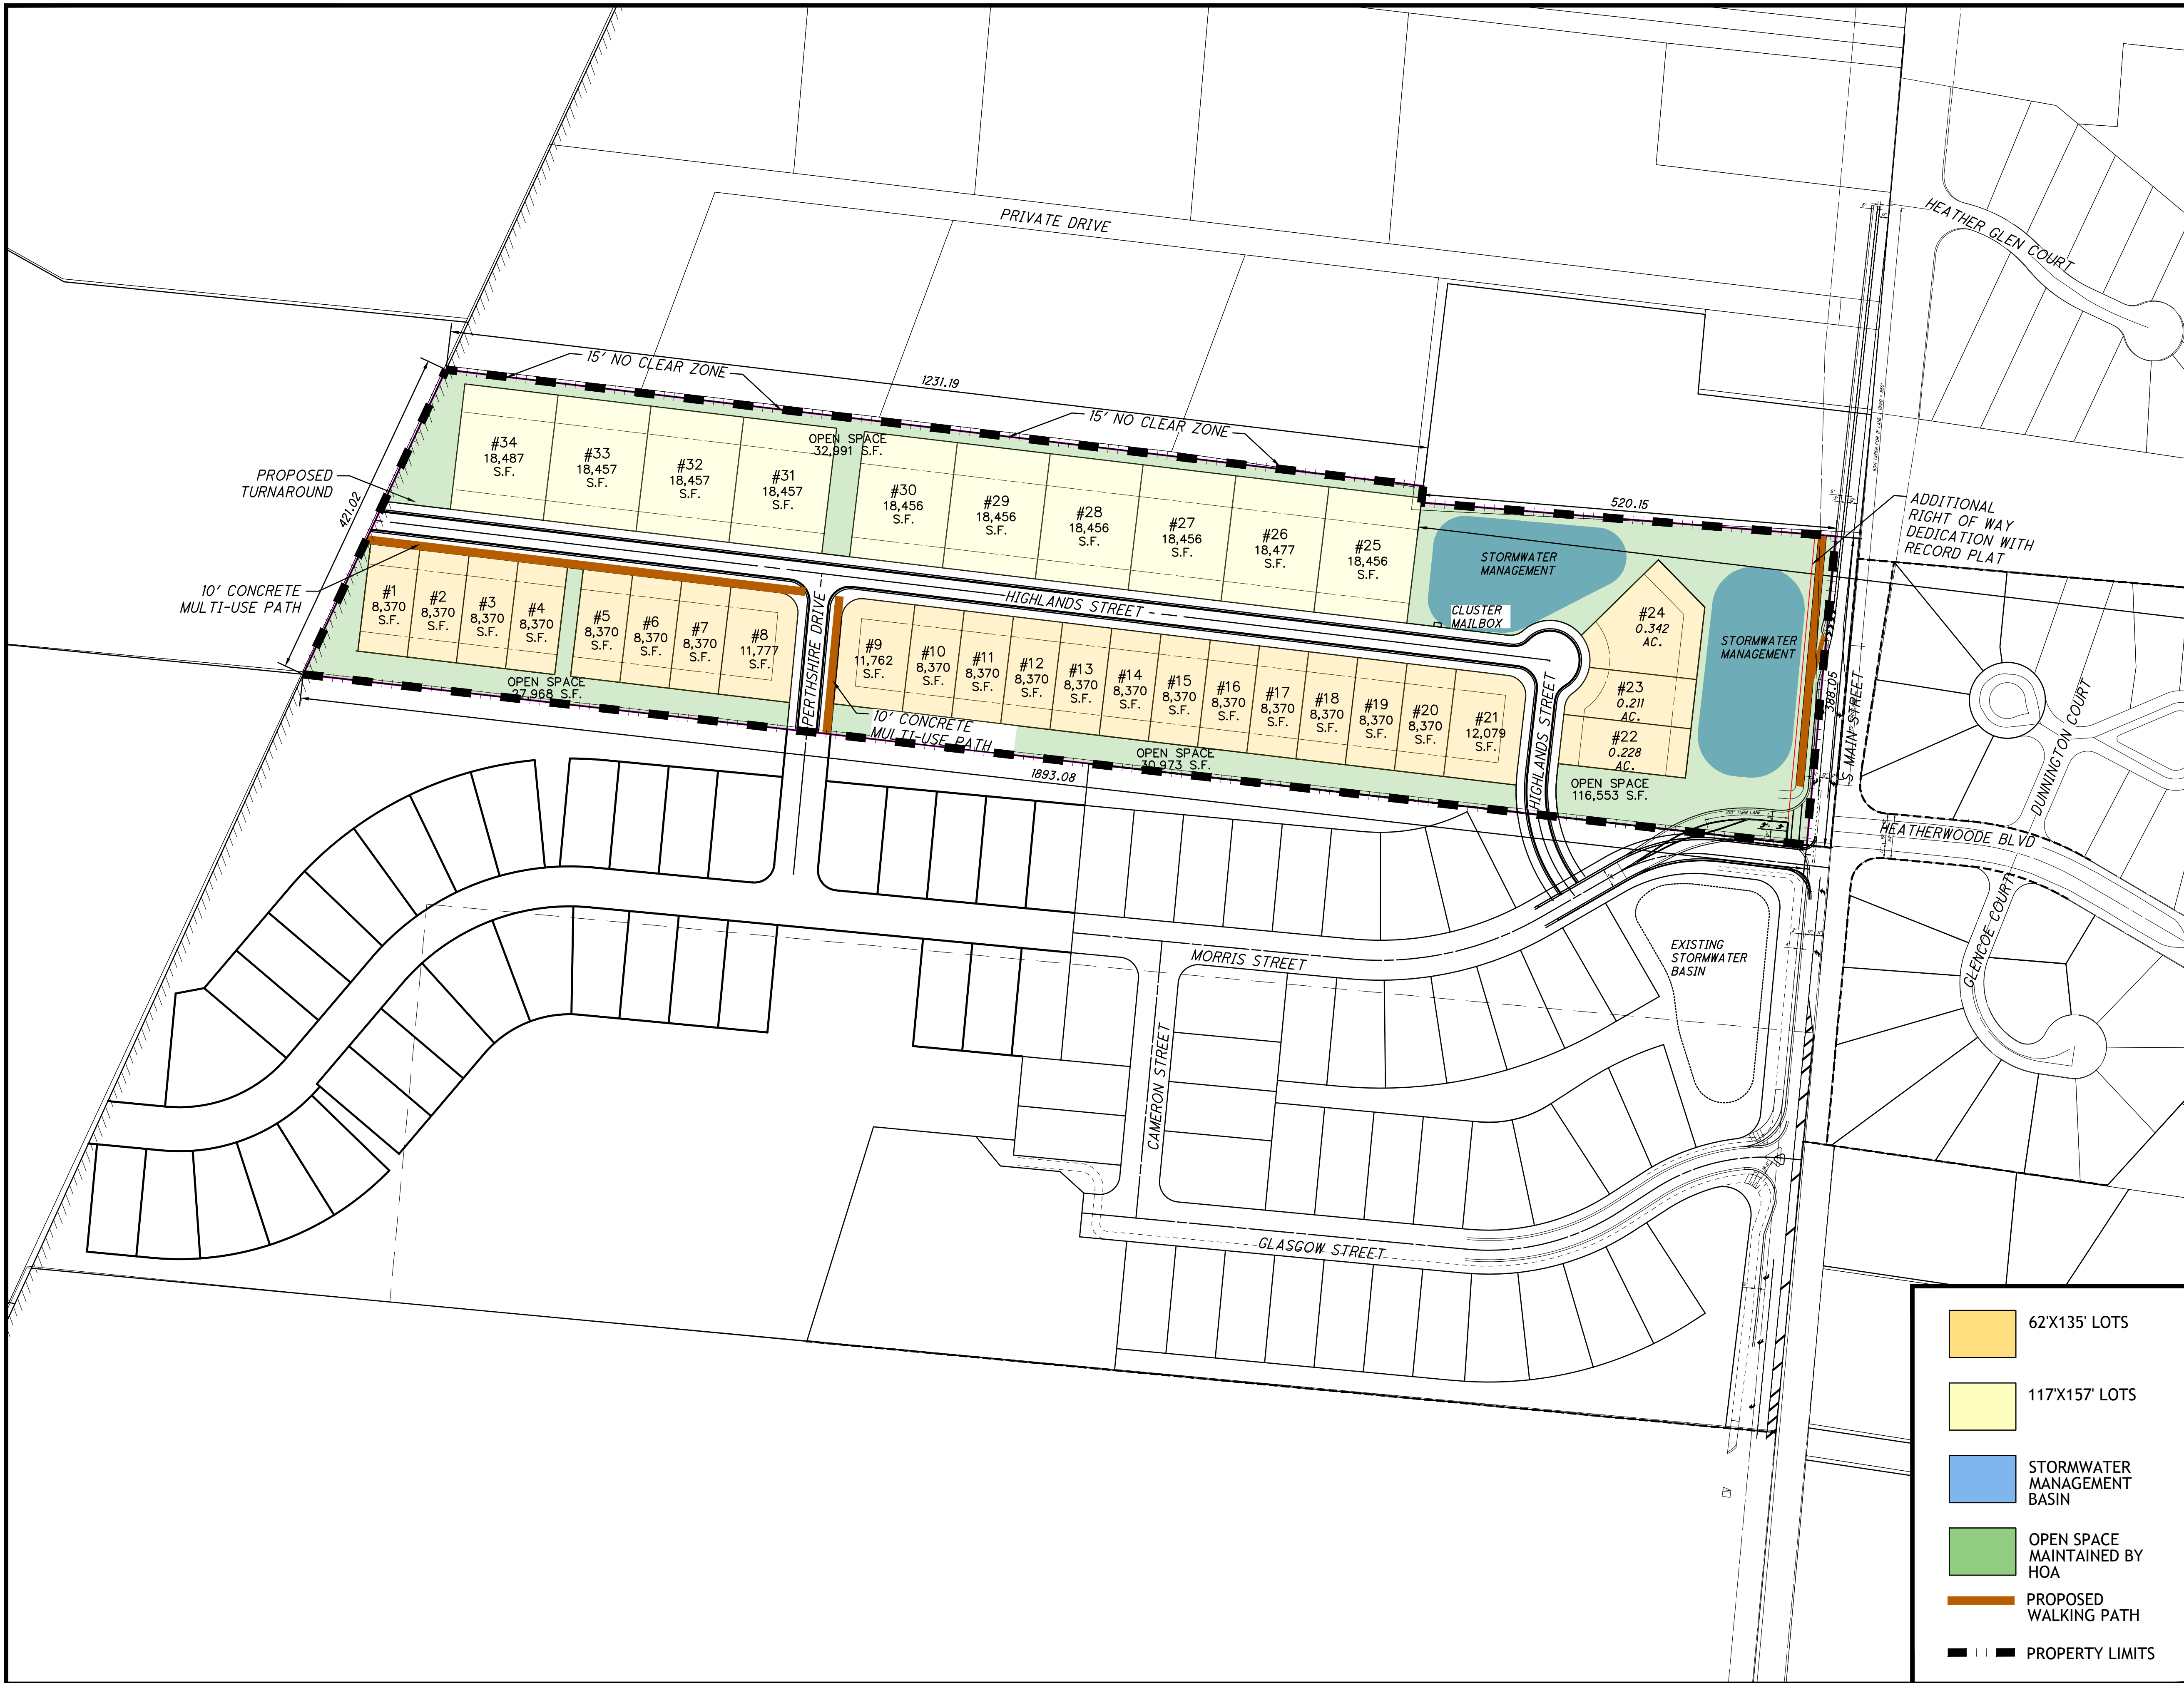 PRIVATE DRIVE
HEATHER GLEN COURT
15' NO CLEAR ZONE
1231.19
15' NO CLEAR ZONE
421.02
PROPOSED
TURNAROUND
#34
18,487
S.F.
#33
18,457
S.F.
#32
18,457
S.F.
#31
18,457
S.F.
OPEN SPACE
32,991 S.F.
#30
18,456
S.F.
#29
18,456
S.F.
#28
18,456
S.F.
#27
18,456
S.F.
#26
18,477
S.F.
#25
18,456
S.F.
520.15
ADDITIONAL
RIGHT OF WAY
DEDICATION WITH
RECORD PLAT
STORMWATER
MANAGEMENT
CLUSTER
MAILBOX
STORMWATER
MANAGEMENT
10' CONCRETE
MULTI-USE PATH
#1
8,370
S.F.
#2
8,370
S.F.
#3
8,370
S.F.
#4
8,370
S.F.
#5
8,370
S.F.
#6
8,370
S.F.
#7
8,370
S.F.
#8
11,777
S.F.
PERTHSHIRE DRIVE
HIGHLANDS STREET
#9
11,762
S.F.
#10
8,370
S.F.
#11
8,370
S.F.
#12
8,370
S.F.
#13
8,370
S.F.
#14
8,370
S.F.
#15
8,370
S.F.
#16
8,370
S.F.
#17
8,370
S.F.
#18
8,370
S.F.
#19
8,370
S.F.
#20
8,370
S.F.
#21
12,079
S.F.
HIGHLANDS STREET
#24
0.342
AC.
#23
0.211
AC.
#22
0.228
AC.
388.05
S MAIN STREET
OPEN SPACE
27,968 S.F.
10' CONCRETE
MULTI-USE PATH
OPEN SPACE
30,973 S.F.
OPEN SPACE
116,553 S.F.
100' TURN LANE
1893.08
DUNNINGTON COURT
HEATHERWOODE BLVD
GLENCOE COURT
MORRIS STREET
EXISTING
STORMWATER
BASIN
CAMERON STREET
GLASGOW STREET
62'X135' LOTS
117'X157' LOTS
STORMWATER
MANAGEMENT
BASIN
OPEN SPACE
MAINTAINED BY
HOA
PROPOSED
WALKING PATH
PROPERTY LIMITS